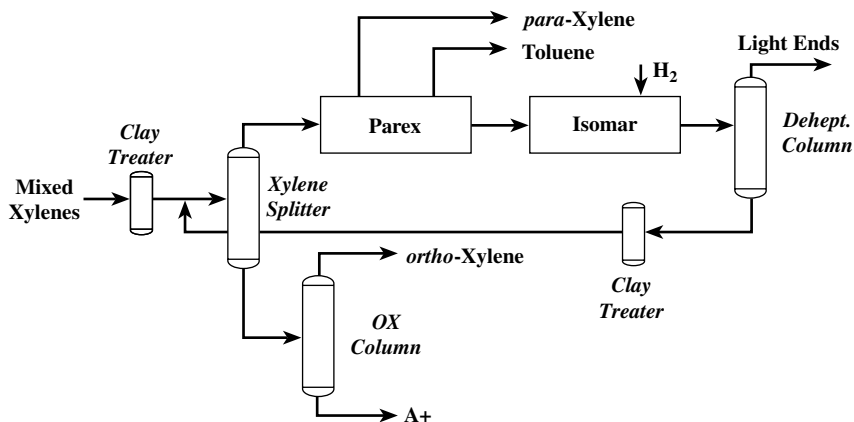 para-Xylene
Toluene
Light Ends
H2
Parex
Isomar
Dehept.
Column
Clay
Treater
Mixed
Xylenes
Xylene
Splitter
ortho-Xylene
Clay
Treater
OX
Column
A+